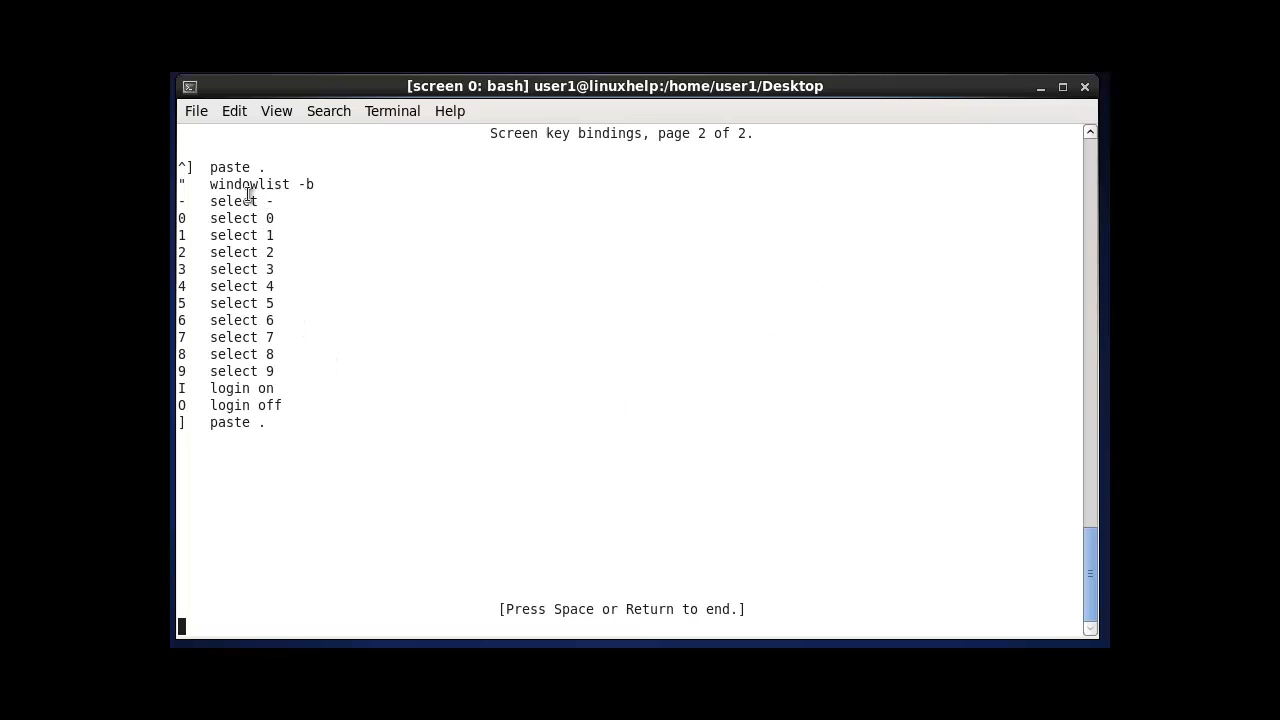 [screen 0: bash] user1@linuxhelp:/home/user1/Desktop
File Edit View Search Terminal Help
Screen key bindings, page 2 of 2.
^] paste .
" windowlist -b
- select -
0 select 0
1 select 1
2 select 2
3 select 3
4 select 4
5 select 5
6 select 6
7 select 7
8 select 8
9 select 9
I login on
O login off
] paste .
[Press Space or Return to end.]